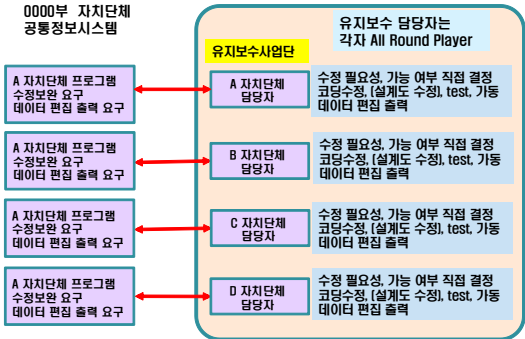 0000부 자치단체
공통정보시스템
유지보수 담당자는
각자 All Round Player
유지보수사업단
A 자치단체 프로그램
수정보완 요구
데이터 편집 출력 요구
A 자치단체
담당자
수정 필요성, 가능 여부 직접 결정
코딩수정, (설계도 수정), test, 가동
데이터 편집 출력
A 자치단체 프로그램
수정보완 요구
데이터 편집 출력 요구
B 자치단체
담당자
수정 필요성, 가능 여부 직접 결정
코딩수정, (설계도 수정), test, 가동
데이터 편집 출력
A 자치단체 프로그램
수정보완 요구
데이터 편집 출력 요구
C 자치단체
담당자
수정 필요성, 가능 여부 직접 결정
코딩수정, (설계도 수정), test, 가동
데이터 편집 출력
A 자치단체 프로그램
수정보완 요구
데이터 편집 출력 요구
D 자치단체
담당자
수정 필요성, 가능 여부 직접 결정
코딩수정, (설계도 수정), test, 가동
데이터 편집 출력